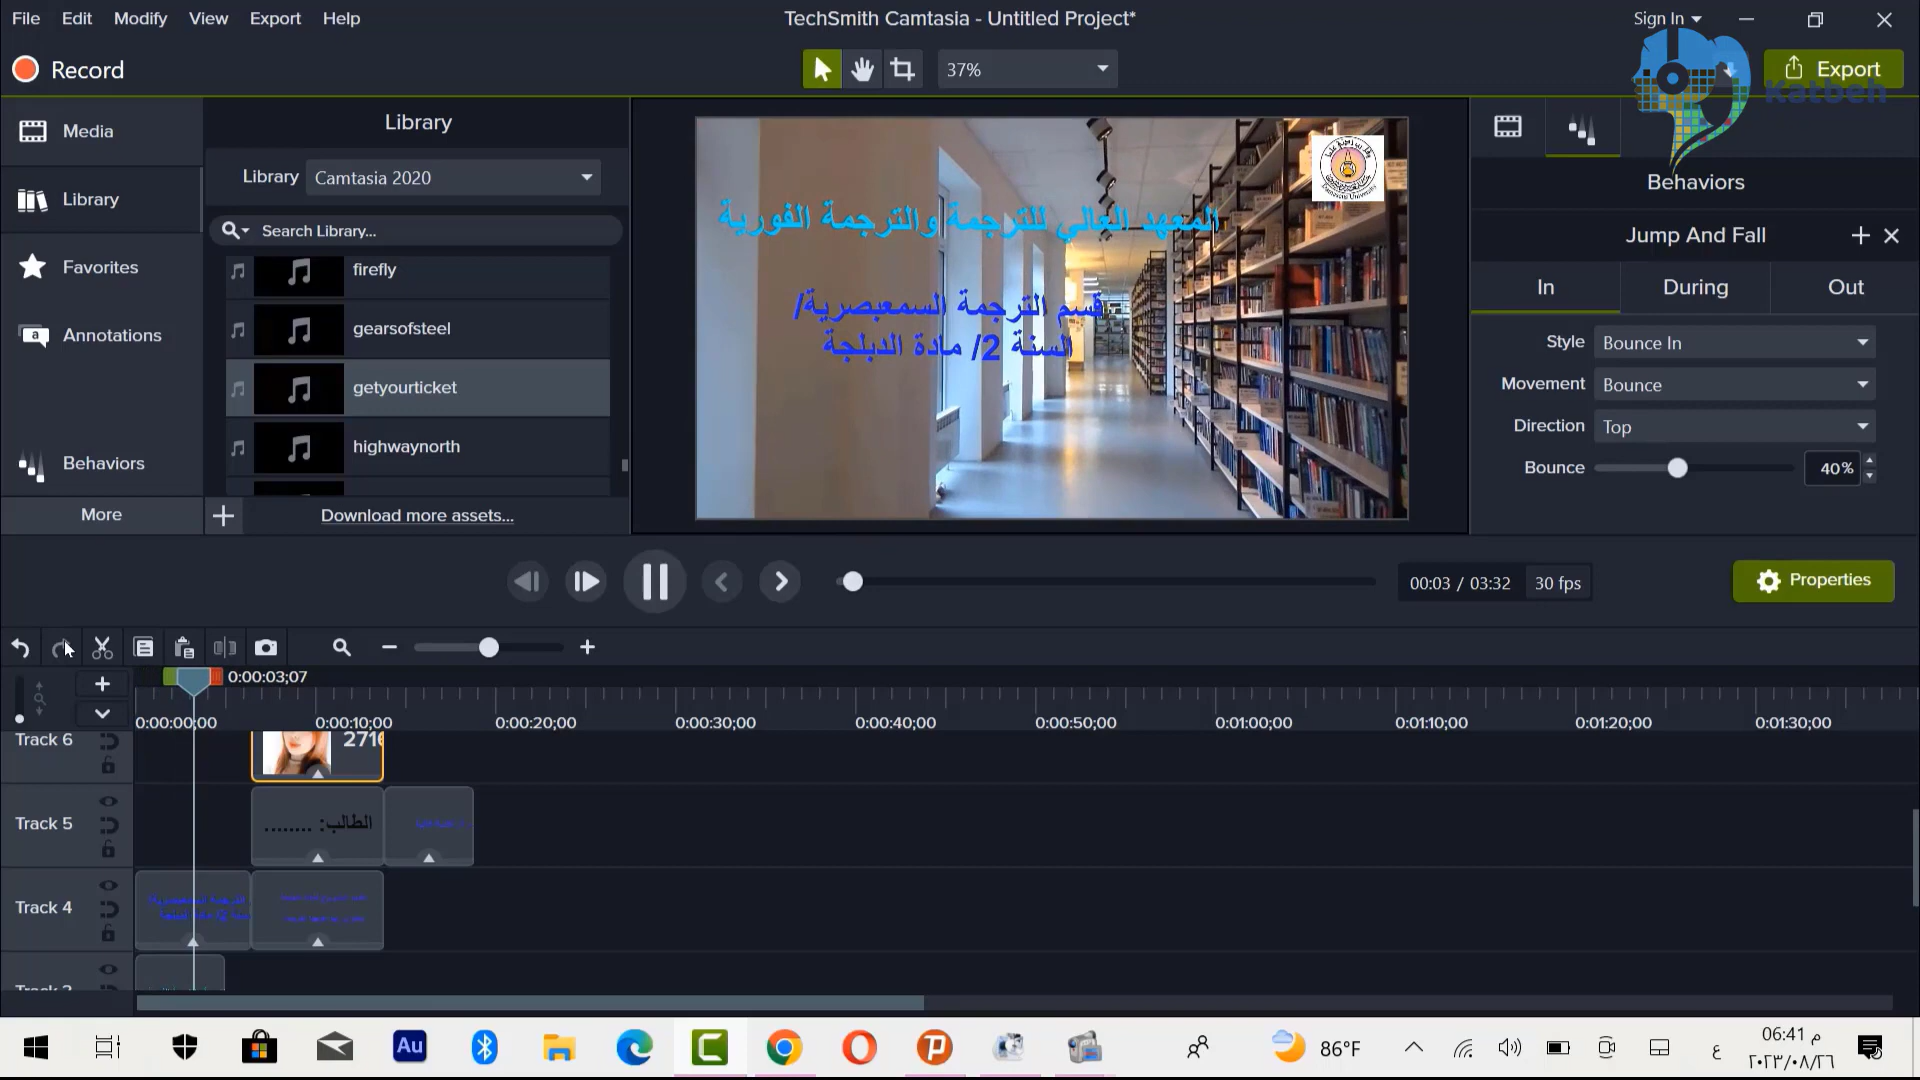 File Edit Modify View Export Help
TechSmith Camtasia - Untitled Project*
Sign In
Record
37%
Export
Katbeh
Media
Library
Favorites
Annotations
Behaviors
More
Library
Library Camtasia 2020
Search Library...
firefly
gearsofsteel
getyourticket
highwaynorth
Download more assets...
المعهد العالي للترجمة والترجمة الفورية
قسم الترجمة السمعبصرية/
السنة 2/ مادة الدبلجة
Behaviors
Jump And Fall
In During Out
Style Bounce In
Movement Bounce
Direction Top
Bounce 40%
00:03 / 03:32 30 fps
Properties
0:00:03;07
0:00:00;00 0:00:10;00 0:00:20;00 0:00:30;00 0:00:40;00 0:00:50;00 0:01:00;00 0:01:10;00 0:01:20;00 0:01:30;00
Track 6
2716
Track 5
الطالب: ........
Track 4
Au
86°F
ع
06:41 م
٢٠٢٣/٠٨/٢٦